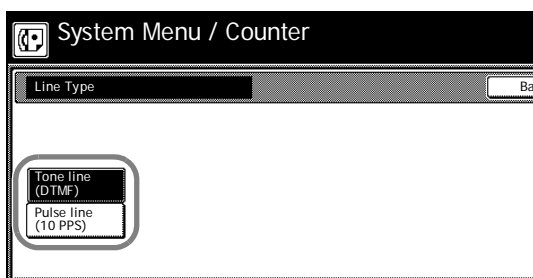 System Menu / Counter
Line Type
Ba
Tone line
(DTMF)
Pulse line
(10 PPS)